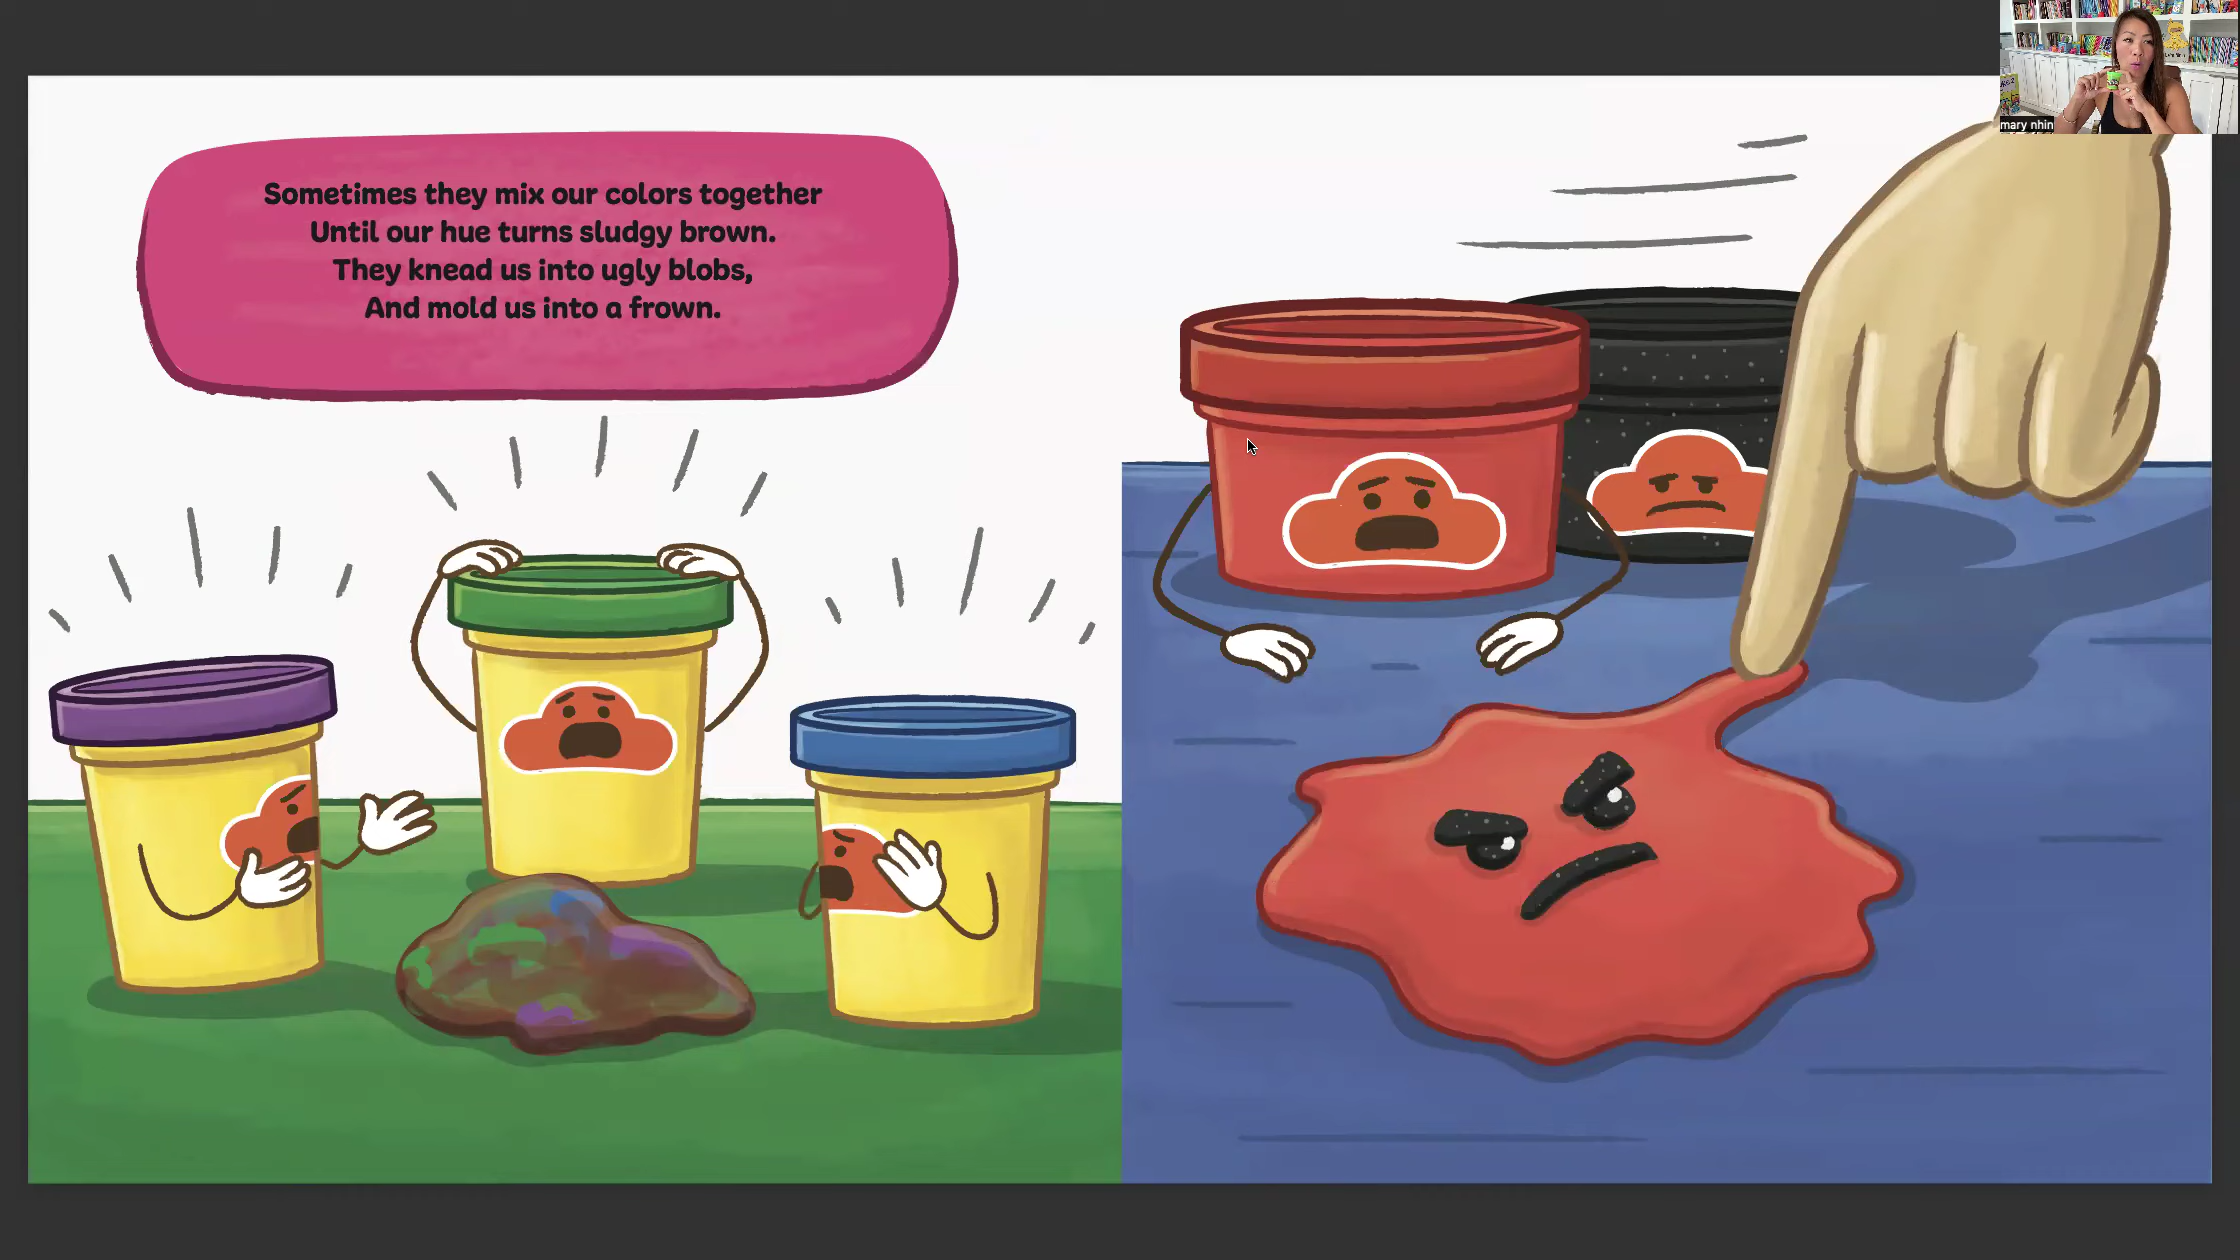 Sometimes they mix our colors together
Until our hue turns sludgy brown.
They knead us into ugly blobs,
And mold us into a frown.
mary nhin